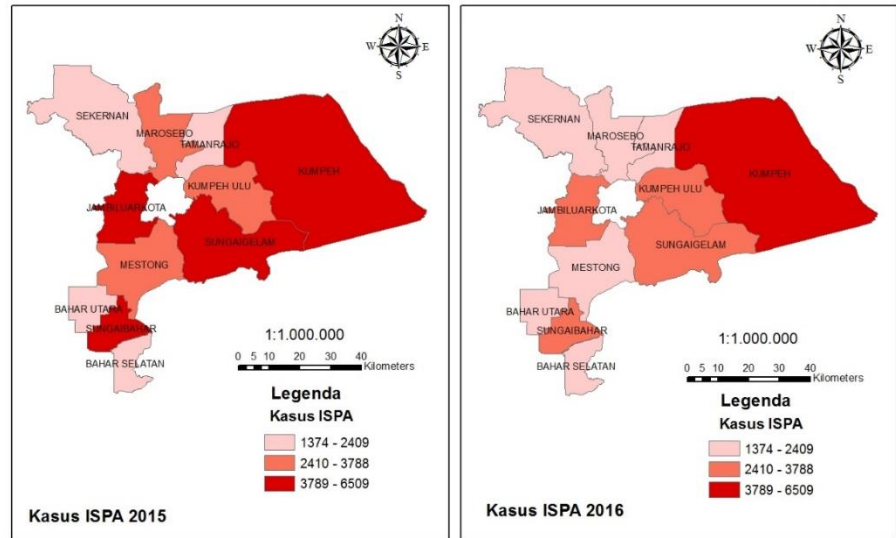 N
W E
S
SEKERNAN
MAROSEBO
TAMANRAJO
KUMPEH
KUMPEH ULU
JAMBILUARKOTA
SUNGAIGELAM
MESTONG
BAHAR UTARA
SUNGAIBAHAR
BAHAR SELATAN
1:1.000.000
0 5 10 20 30 40
Kilometers
Legenda
Kasus ISPA
1374 - 2409
2410 - 3788
3789 - 6509
Kasus ISPA 2015
N
W E
S
SEKERNAN
MAROSEBO
TAMANRAJO
KUMPEH
KUMPEH ULU
JAMBILUARKOTA
SUNGAIGELAM
MESTONG
BAHAR UTARA
SUNGAIBAHAR
BAHAR SELATAN
1:1.000.000
0 5 10 20 30 40
Kilometers
Legenda
Kasus ISPA
1374 - 2409
2410 - 3788
3789 - 6509
Kasus ISPA 2016